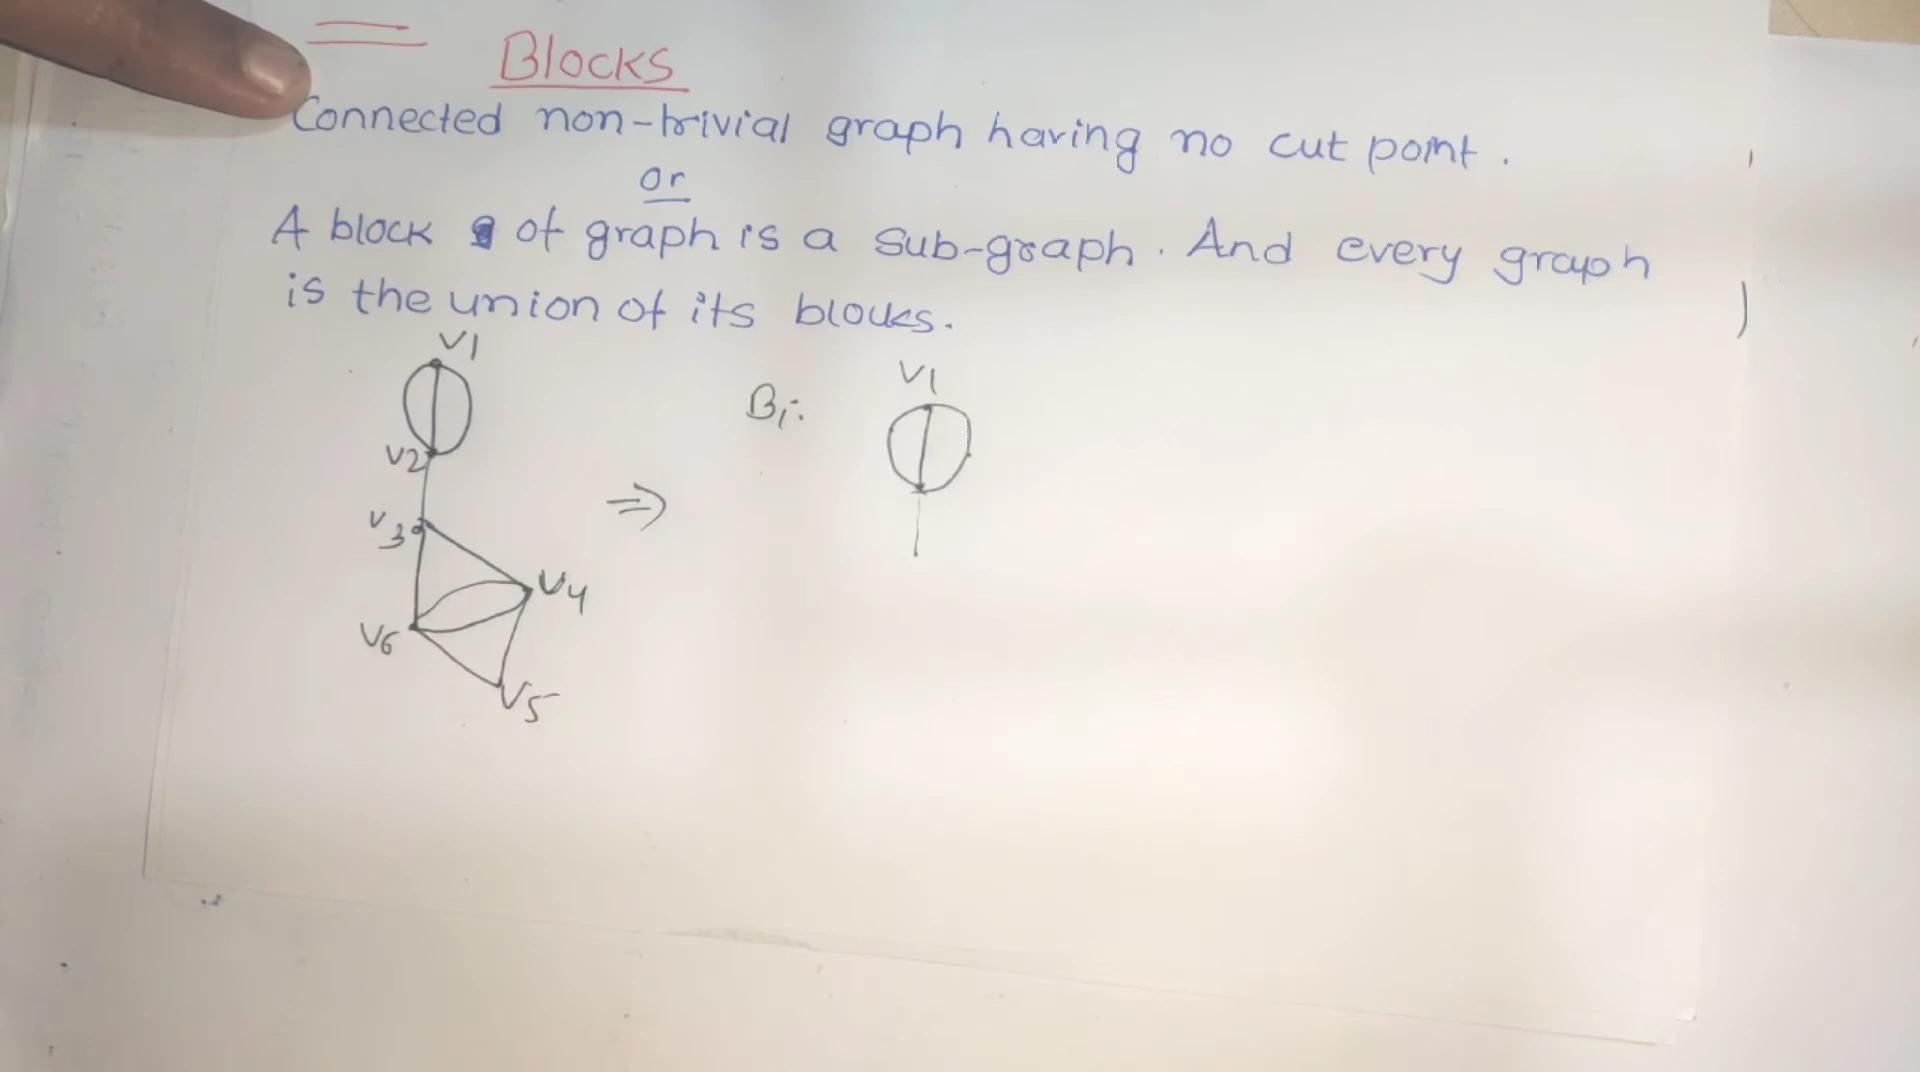 Blocks
Connected non-trivial graph having no cut point.
or
A block of graph is a sub-graph. And every graph
is the union of its blocks.
V1
V2
V3
V4
V6
V5
⇒
B1:
V1